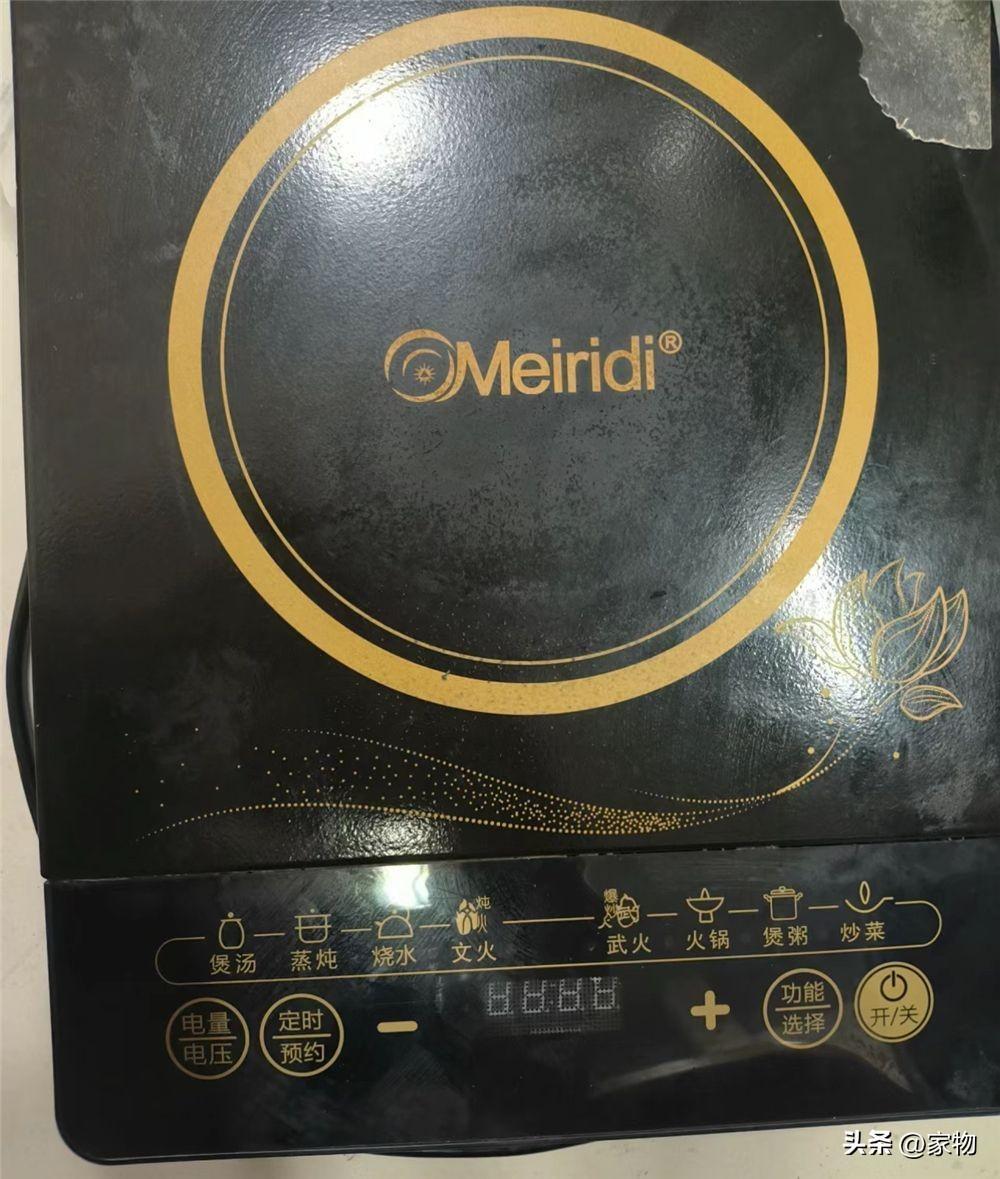 Meiridi®
煲汤 蒸炖 烧水 文火 武火 火锅 煲粥 炒菜
炖火 爆炒
电量
电压
定时
预约
功能
选择
开/关
头条 @家物